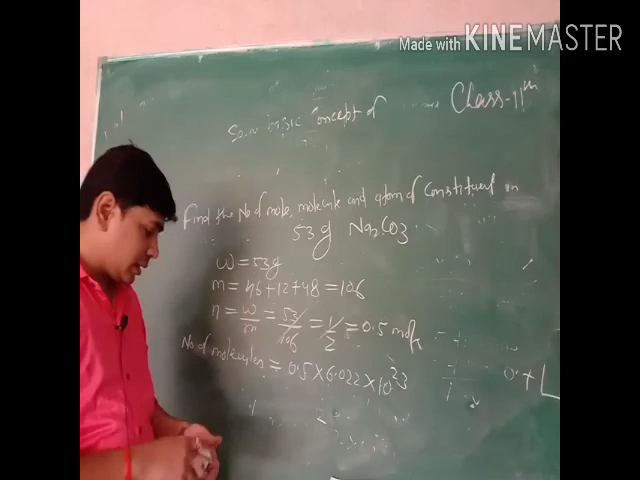 Made with KINEMASTER
Class-11th
Some basic Concept of
Find the No of mole, molecule and atom of Constituent in
53g Na2CO3
W = 53g
m = 46 + 12 + 48 = 106
n = W/m = 53/106 = 1/2 = 0.5 mole
No of molecules = 0.5 × 6.022 × 10^23